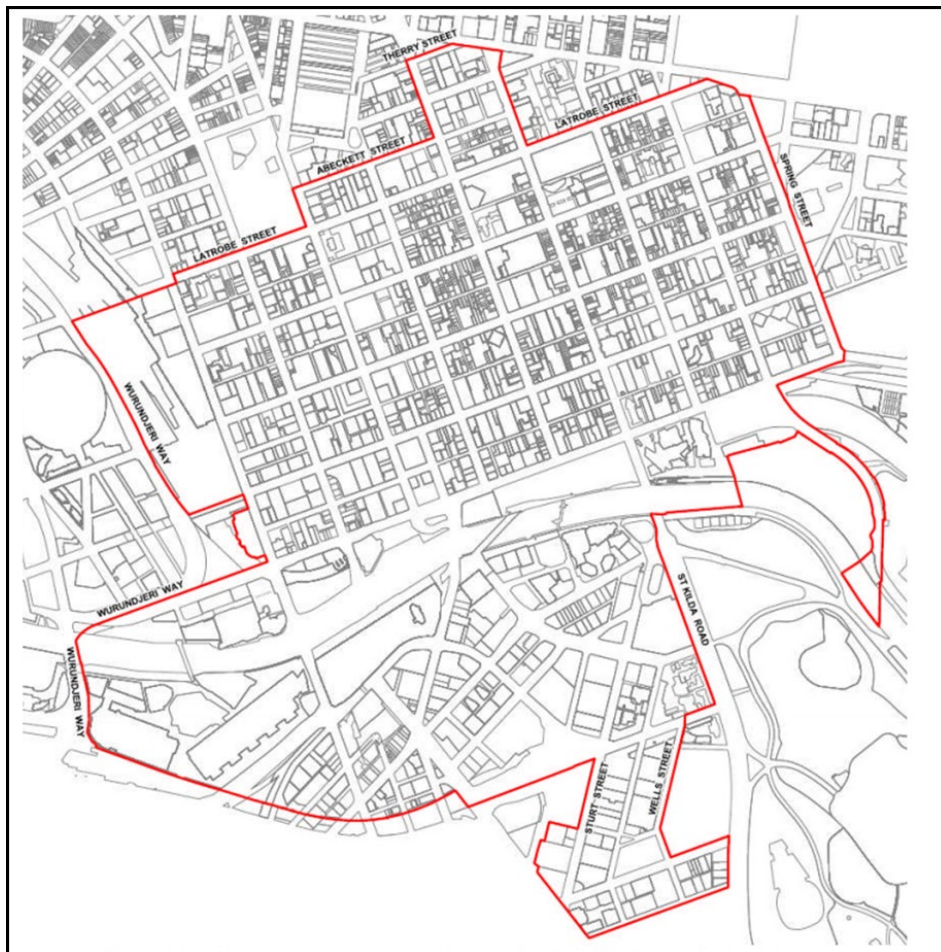 THERRY STREET
LATROBE STREET
ABECKETT STREET
SPRING STREET
LATROBE STREET
WURUNDJERI WAY
WURUNDJERI WAY
ST KILDA ROAD
WURUNDJERI WAY
WELLS STREET
STURT STREET